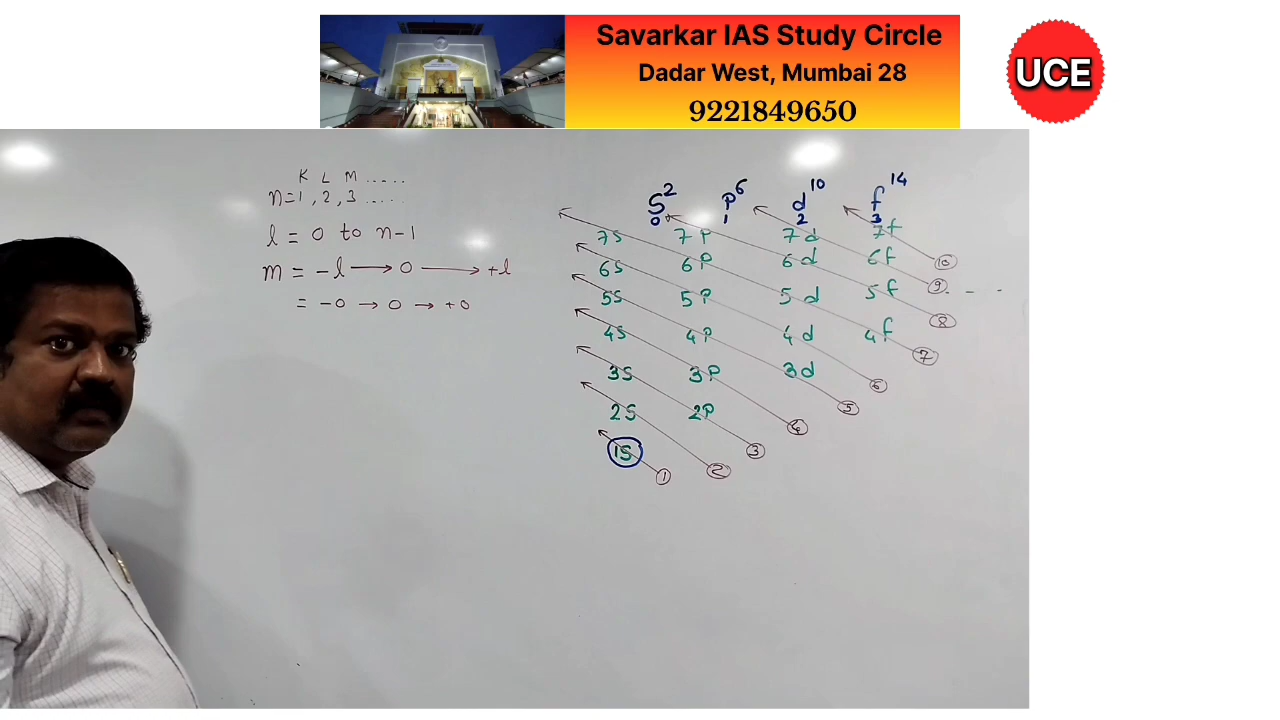 Savarkar IAS Study Circle
Dadar West, Mumbai 28
9221849650
UCE
K L M .....
n=1, 2, 3 .....
l = 0 to n-1
m = -l → 0 → +l
= -0 → 0 → +0
S² p⁶ d¹⁰ f¹⁴
0 1 2 3
7S 7P 7d 7f
6S 6P 6d 6f
5S 5P 5d 5f
4S 4P 4d 4f
3S 3P 3d
2S 2P
1S
10
9 - - -
8
7
6
5
4
3
2
1